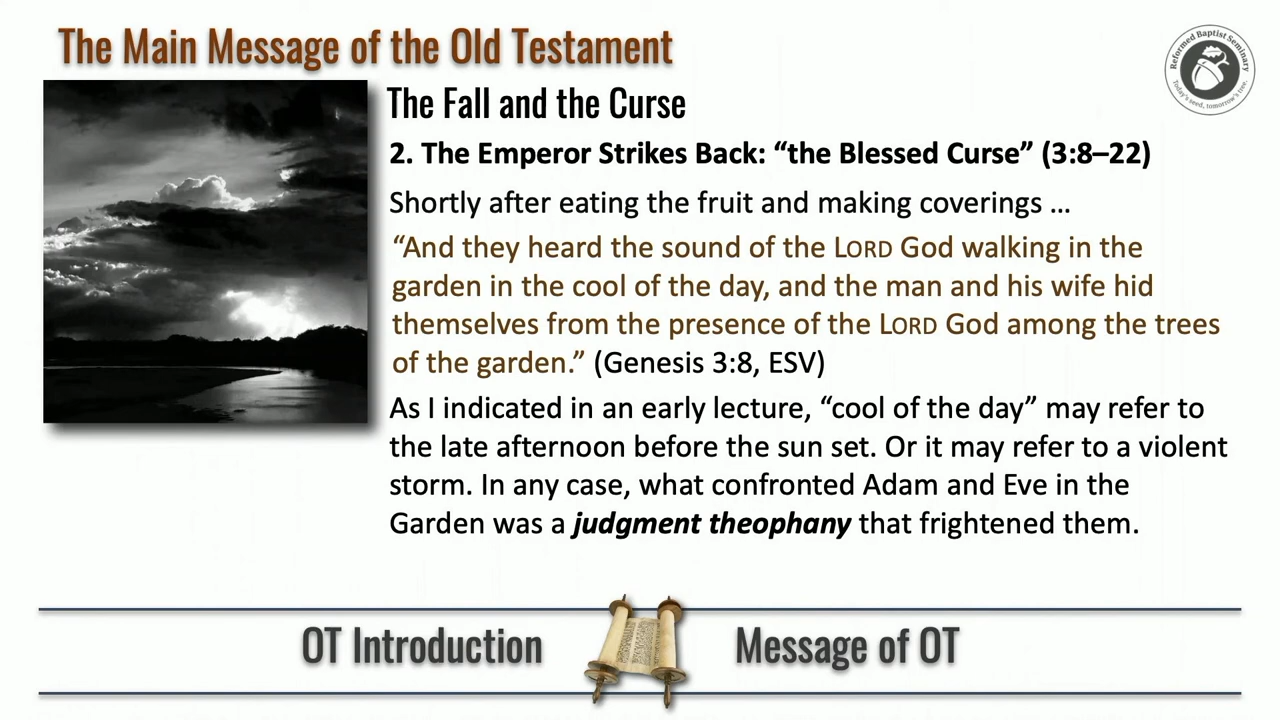 The Main Message of the Old Testament
Reformed Baptist Seminary
Today's seed, tomorrow's tree.
The Fall and the Curse
2. The Emperor Strikes Back: “the Blessed Curse” (3:8–22)
Shortly after eating the fruit and making coverings ...
“And they heard the sound of the LORD God walking in the
garden in the cool of the day, and the man and his wife hid
themselves from the presence of the LORD God among the trees
of the garden.” (Genesis 3:8, ESV)
As I indicated in an early lecture, “cool of the day” may refer to
the late afternoon before the sun set. Or it may refer to a violent
storm. In any case, what confronted Adam and Eve in the
Garden was a judgment theophany that frightened them.
OT Introduction
Message of OT